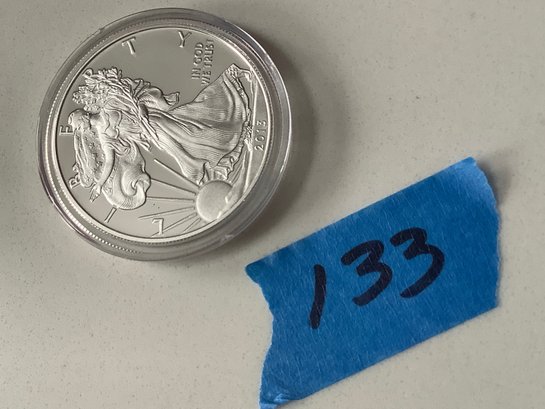 LIBERTY
IN GOD
WE TRUST
2013
133